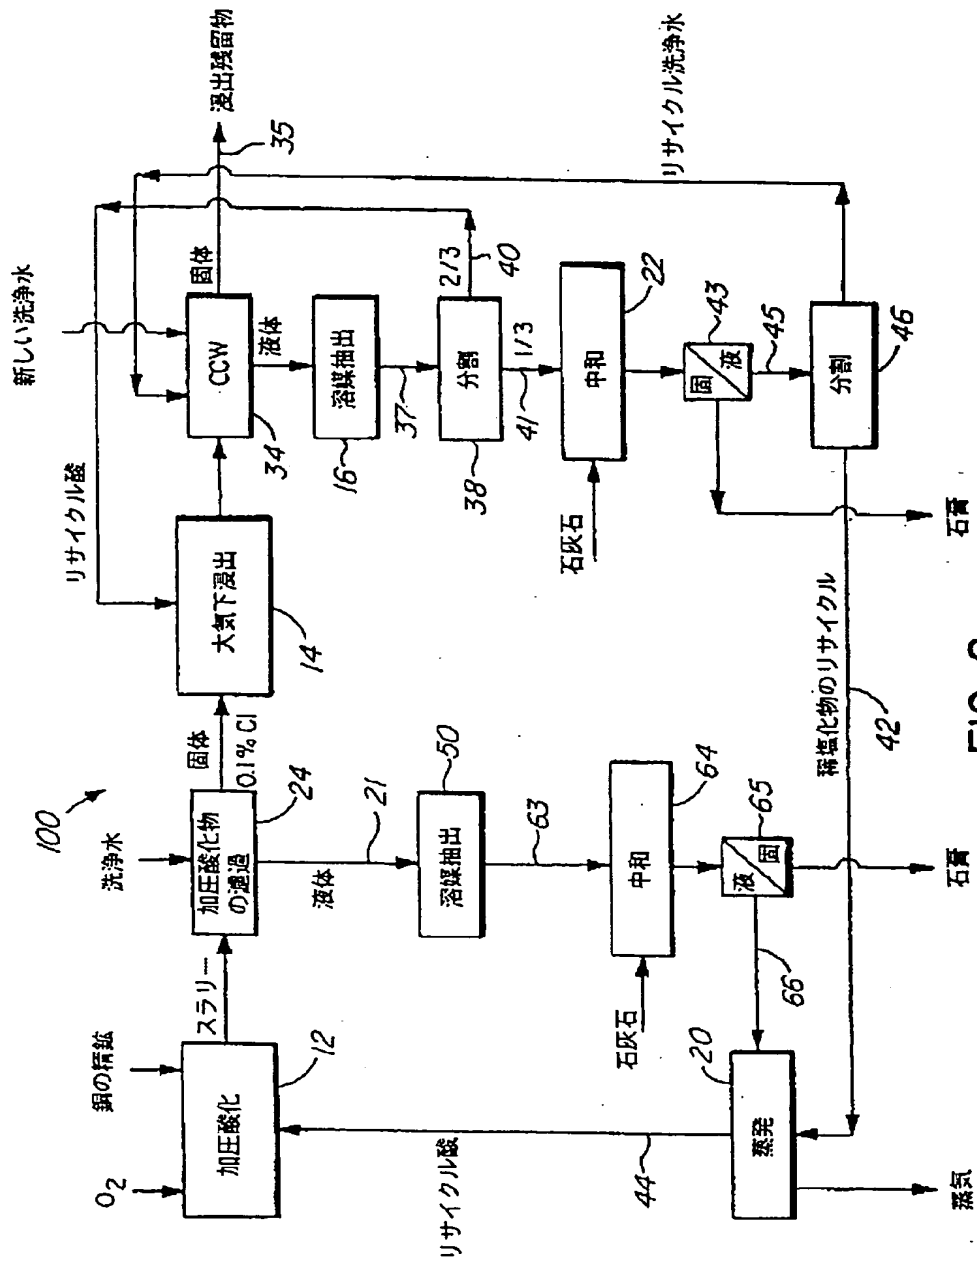 100
新しい洗浄水
O2
銅の精鉱
洗浄水
リサイクル酸
加圧酸化
12
スラリー
加圧酸化物
の濾過
24
固体
0.1% Cl
大気下浸出
14
CCW
34
固体
浸出残留物
35
液体
21
液体
溶媒抽出
50
溶媒抽出
16
63
37
分割
38
2/3
40
1/3
41
リサイクル酸
石灰石
中和
64
石灰石
中和
22
リサイクル洗浄水
液
固
65
固
液
43
66
45
44
蒸発
20
稀塩化物のリサイクル
42
分割
46
蒸気
石膏
石膏